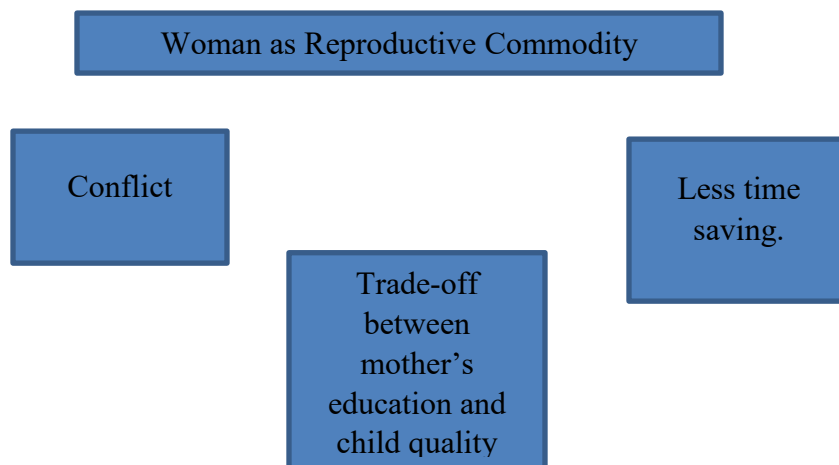 Woman as Reproductive Commodity
Conflict
Less time
saving.
Trade-off
between
mother’s
education and
child quality